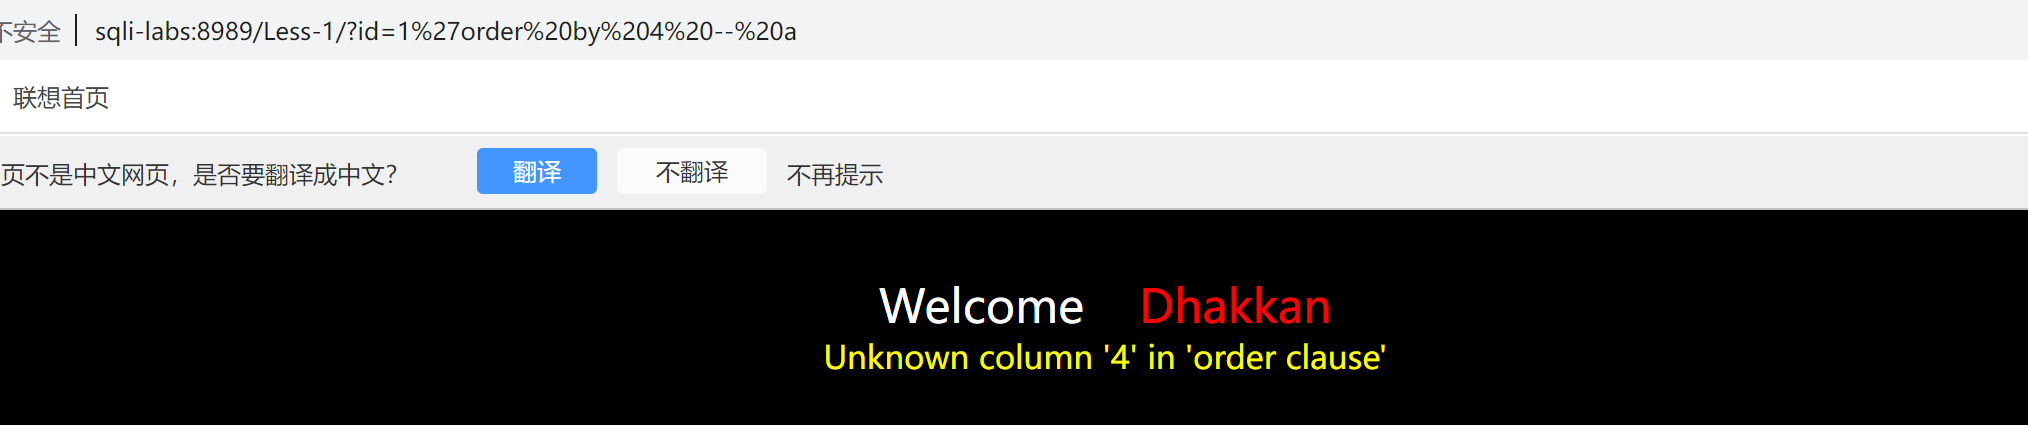 不安全 sqli-labs:8989/Less-1/?id=1%27order%20by%204%20--%20a
联想首页
页不是中文网页，是否要翻译成中文？ 翻译 不翻译 不再提示
Welcome Dhakkan
Unknown column '4' in 'order clause'